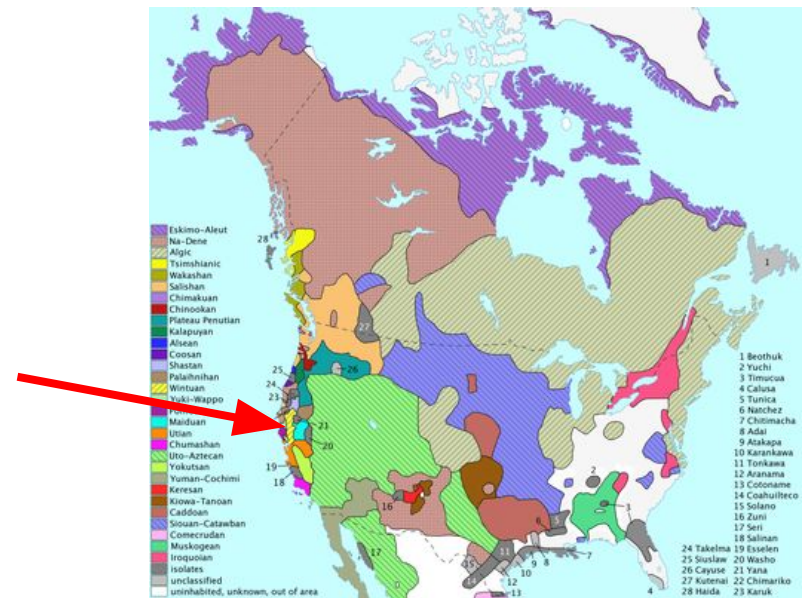 28
1
27
26
25
24
23
21
20
19
18
16
17
2
3
6
5
7
11
8
9
10
12
15
14
13
4
Eskimo-Aleut
Na-Dene
Algic
Tsimshianic
Wakashan
Salishan
Chimakuan
Chinookan
Plateau Penutian
Kalapuyan
Alsean
Coosan
Shastan
Palaihnihan
Wintuan
Yuki-Wappo
Maiduan
Utian
Chumashan
Uto-Aztecan
Yokutsan
Yuman-Cochimi
Keresan
Kiowa-Tanoan
Caddoan
Siouan-Catawban
Comecrudan
Muskogean
Iroquoian
isolates
unclassified
uninhabited, unknown, out of area
1 Beothuk
2 Yuchi
3 Timucua
4 Calusa
5 Tunica
6 Natchez
7 Chitimacha
8 Adai
9 Atakapa
10 Karankawa
11 Tonkawa
12 Aranama
13 Cotoname
14 Coahuilteco
15 Solano
16 Zuni
17 Seri
18 Salinan
24 Takelma 19 Esselen
25 Siuslaw 20 Washo
26 Cayuse 21 Yana
27 Kutenai 22 Chimariko
28 Haida 23 Karuk